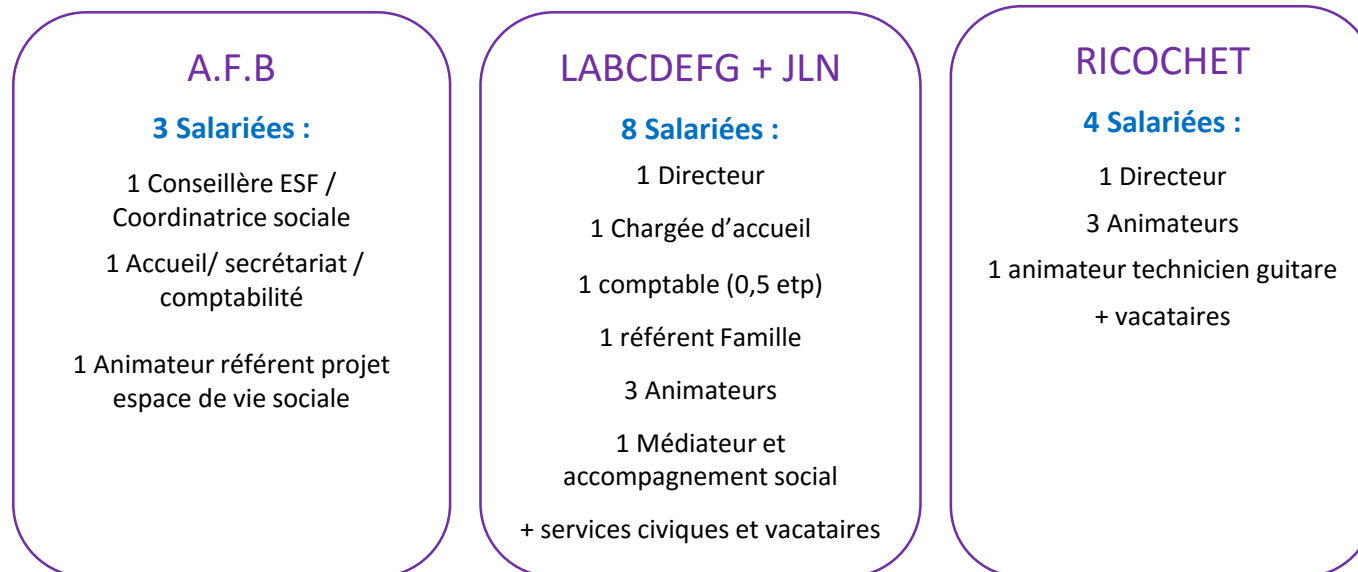 A.F.B
3 Salariées :
1 Conseillère ESF /
Coordinatrice sociale
1 Accueil/ secrétariat /
comptabilité
1 Animateur référent projet
espace de vie sociale
LABCDEFG + JLN
8 Salariées :
1 Directeur
1 Chargée d’accueil
1 comptable (0,5 etp)
1 référent Famille
3 Animateurs
1 Médiateur et
accompagnement social
+ services civiques et vacataires
RICOCHET
4 Salariées :
1 Directeur
3 Animateurs
1 animateur technicien guitare
+ vacataires